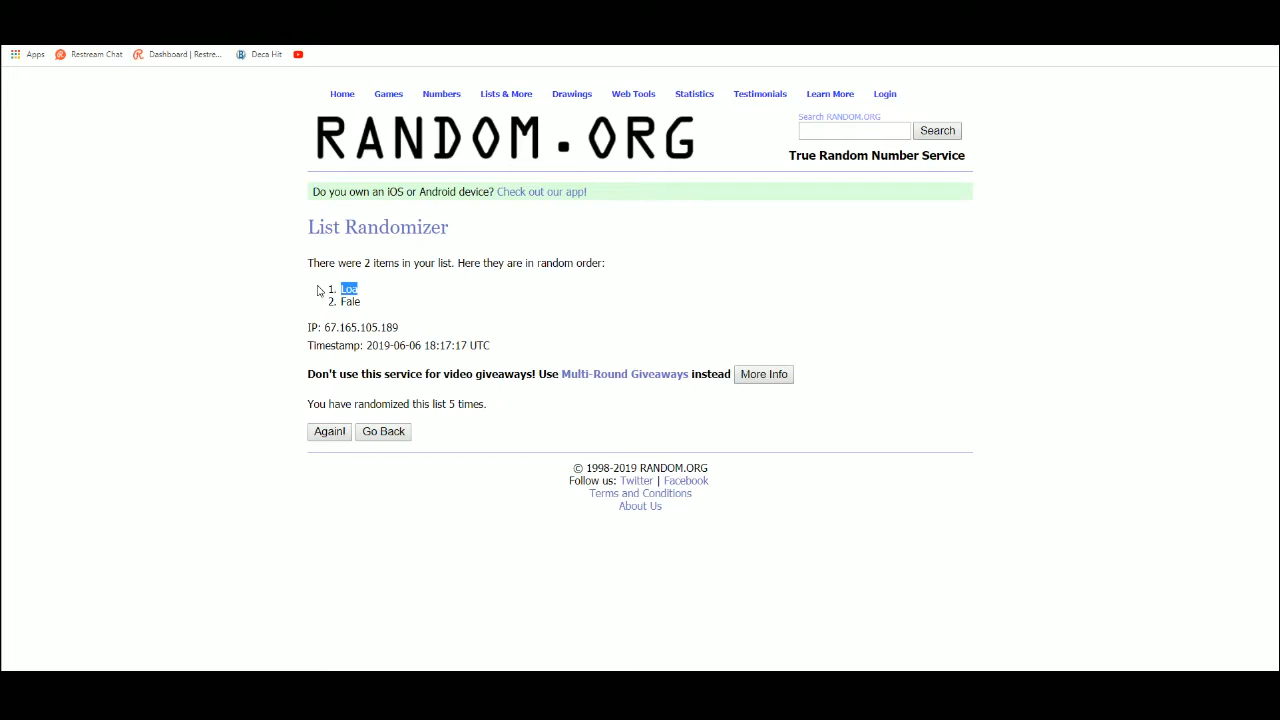 Apps Restream Chat Dashboard | Restre... Deca Hit
Home Games Numbers Lists & More Drawings Web Tools Statistics Testimonials Learn More Login
RANDOM.ORG
Search RANDOM.ORG
Search
True Random Number Service
Do you own an iOS or Android device? Check out our app!
List Randomizer
There were 2 items in your list. Here they are in random order:
1. Loa
2. Fale
IP: 67.165.105.189
Timestamp: 2019-06-06 18:17:17 UTC
Don't use this service for video giveaways! Use Multi-Round Giveaways instead More Info
You have randomized this list 5 times.
Again! Go Back
© 1998-2019 RANDOM.ORG
Follow us: Twitter | Facebook
Terms and Conditions
About Us